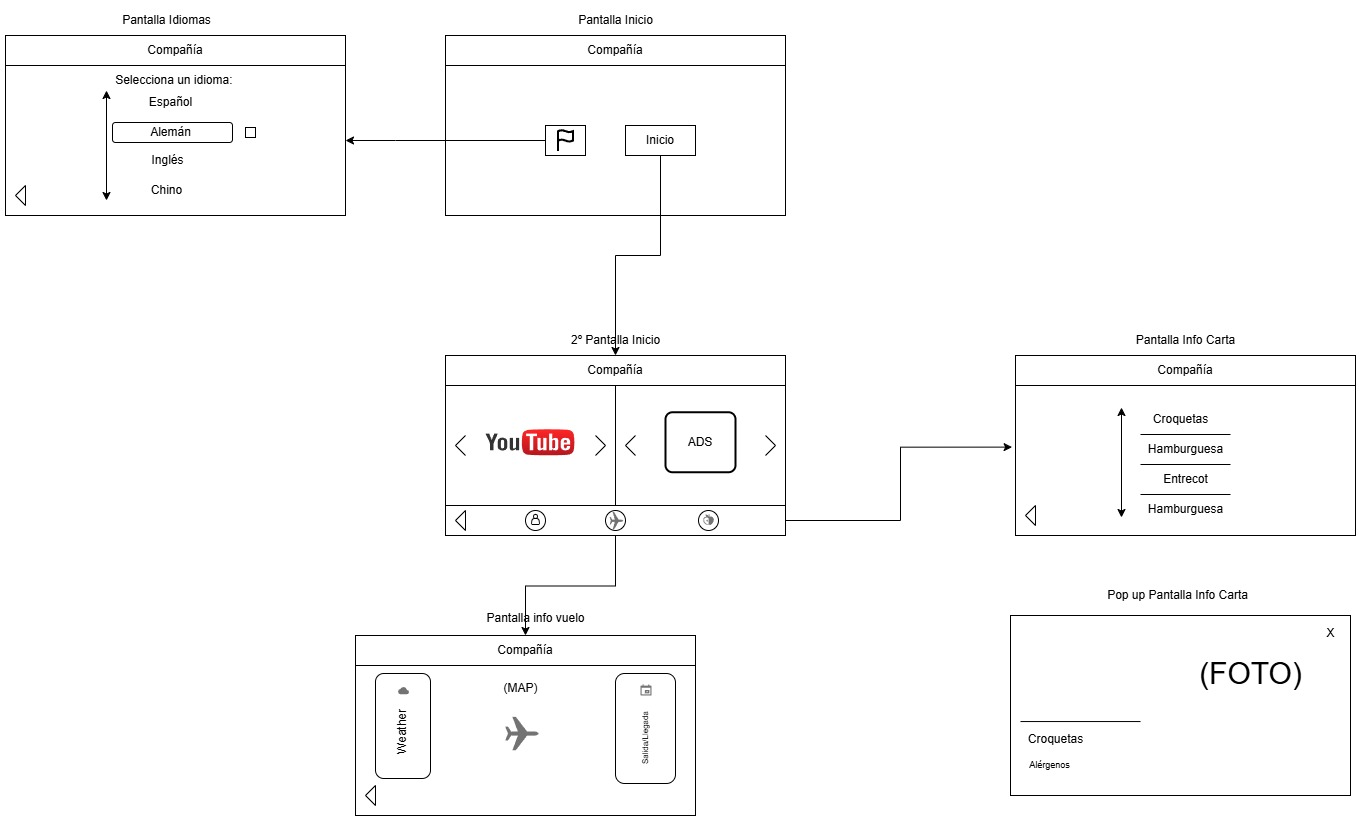 Pantalla Idiomas
Compañía
Selecciona un idioma:
Español
Alemán
Inglés
Chino
Pantalla Inicio
Compañía
Inicio
2º Pantalla Inicio
Compañía
YouTube
ADS
Pantalla Info Carta
Compañía
Croquetas
Hamburguesa
Entrecot
Hamburguesa
Pantalla info vuelo
Compañía
Weather
(MAP)
Salida/Llegada
Pop up Pantalla Info Carta
X
(FOTO)
Croquetas
Alérgenos